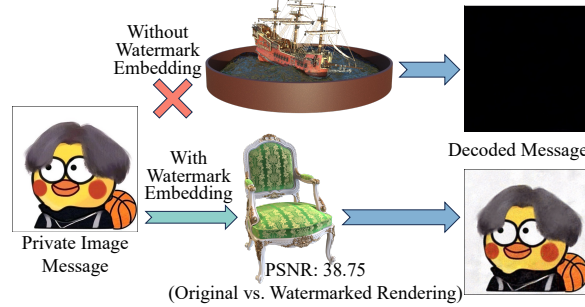 Without
Watermark
Embedding
With
Watermark
Embedding
Decoded Message
Private Image
Message
PSNR: 38.75
(Original vs. Watermarked Rendering)